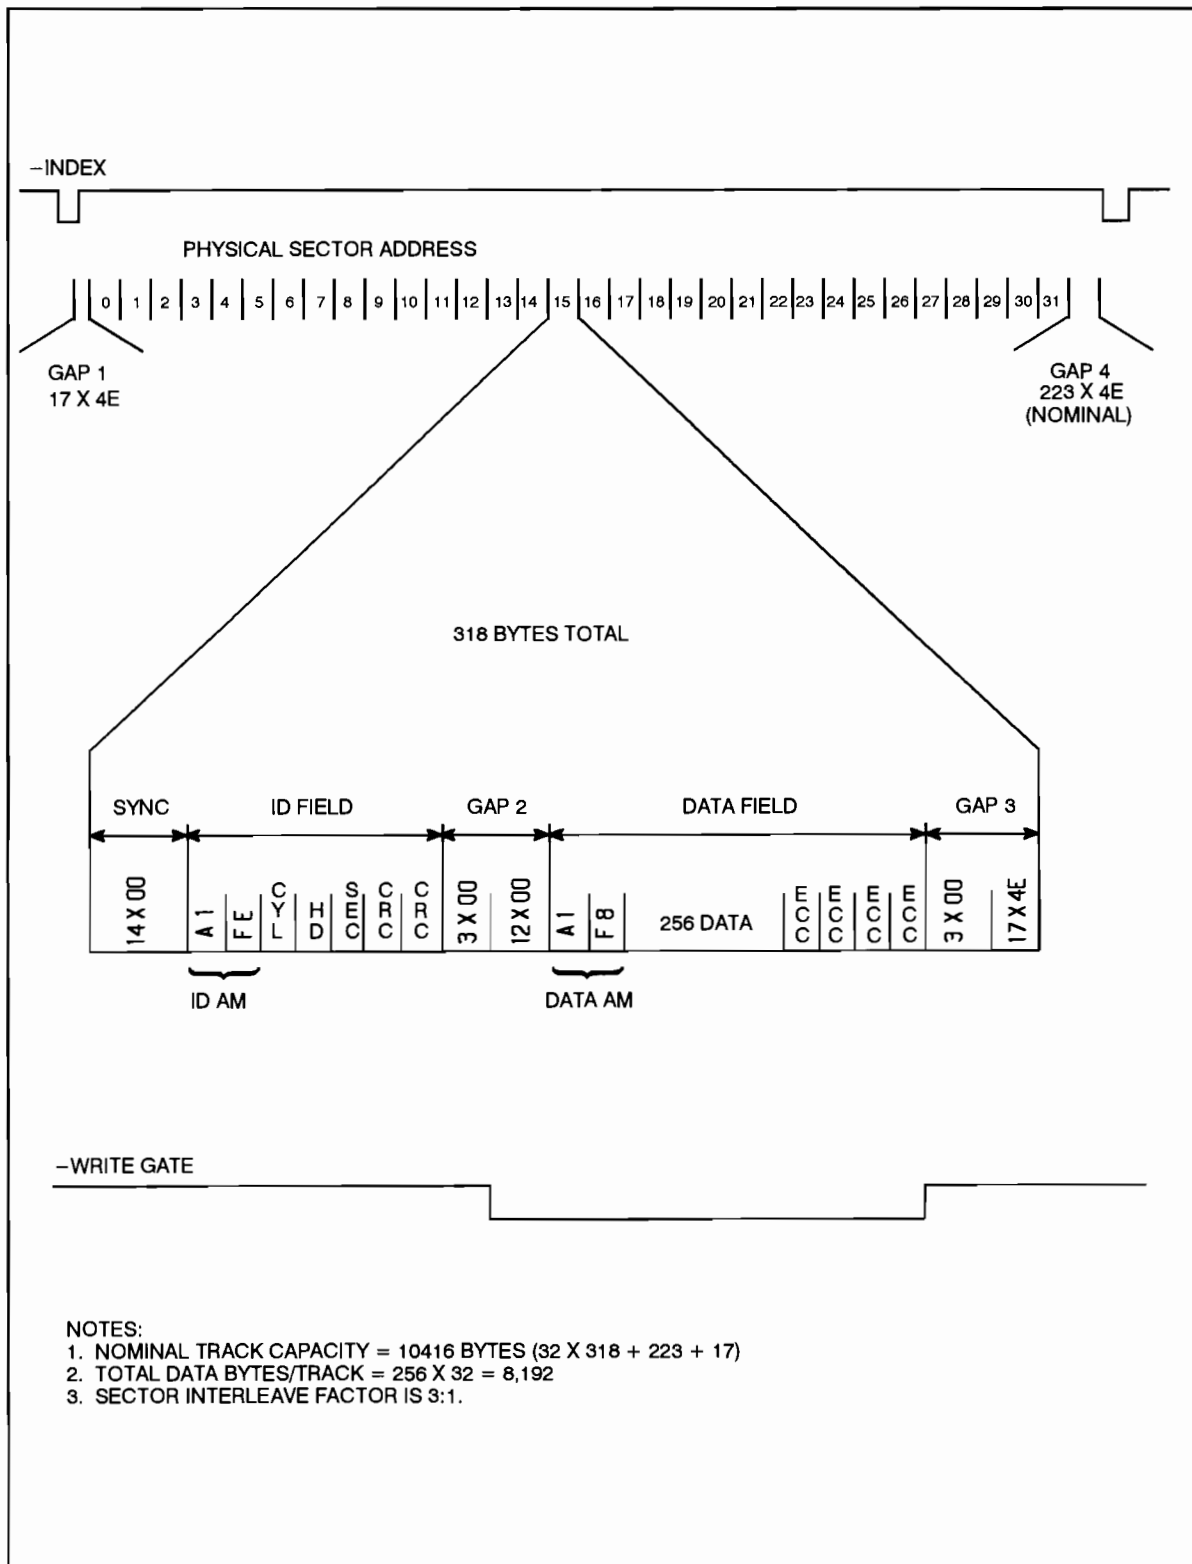 –INDEX
PHYSICAL SECTOR ADDRESS
0 1 2 3 4 5 6 7 8 9 10 11 12 13 14 15 16 17 18 19 20 21 22 23 24 25 26 27 28 29 30 31
GAP 1
17 X 4E
GAP 4
223 X 4E
(NOMINAL)
318 BYTES TOTAL
SYNC ID FIELD GAP 2 DATA FIELD GAP 3
14 X 00 A1 FE CYL HD SEC CRC CRC 3 X 00 12 X 00 A1 F8 256 DATA ECC ECC ECC ECC 3 X 00 17 X 4E
ID AM DATA AM
–WRITE GATE
NOTES:
1. NOMINAL TRACK CAPACITY = 10416 BYTES (32 X 318 + 223 + 17)
2. TOTAL DATA BYTES/TRACK = 256 X 32 = 8,192
3. SECTOR INTERLEAVE FACTOR IS 3:1.